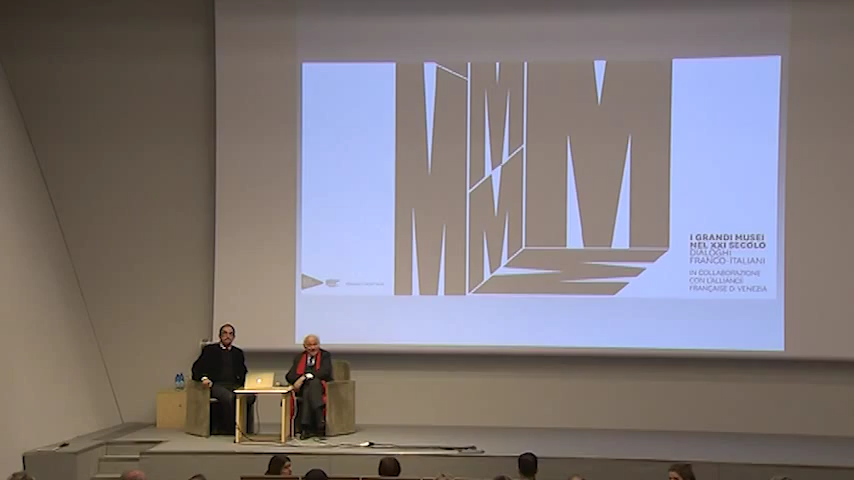 M M M M
I GRANDI MUSEI
NEL XXI SECOLO
DIALOGHI
FRANCO-ITALIANI
IN COLLABORAZIONE
CON L'ALLIANCE
FRANÇAISE DI VENEZIA